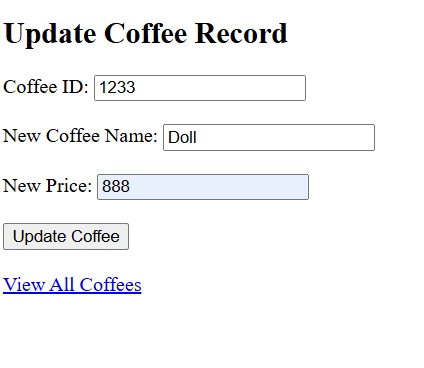 Update Coffee Record
Coffee ID: 1233
New Coffee Name: Doll
New Price: 888
Update Coffee
View All Coffees